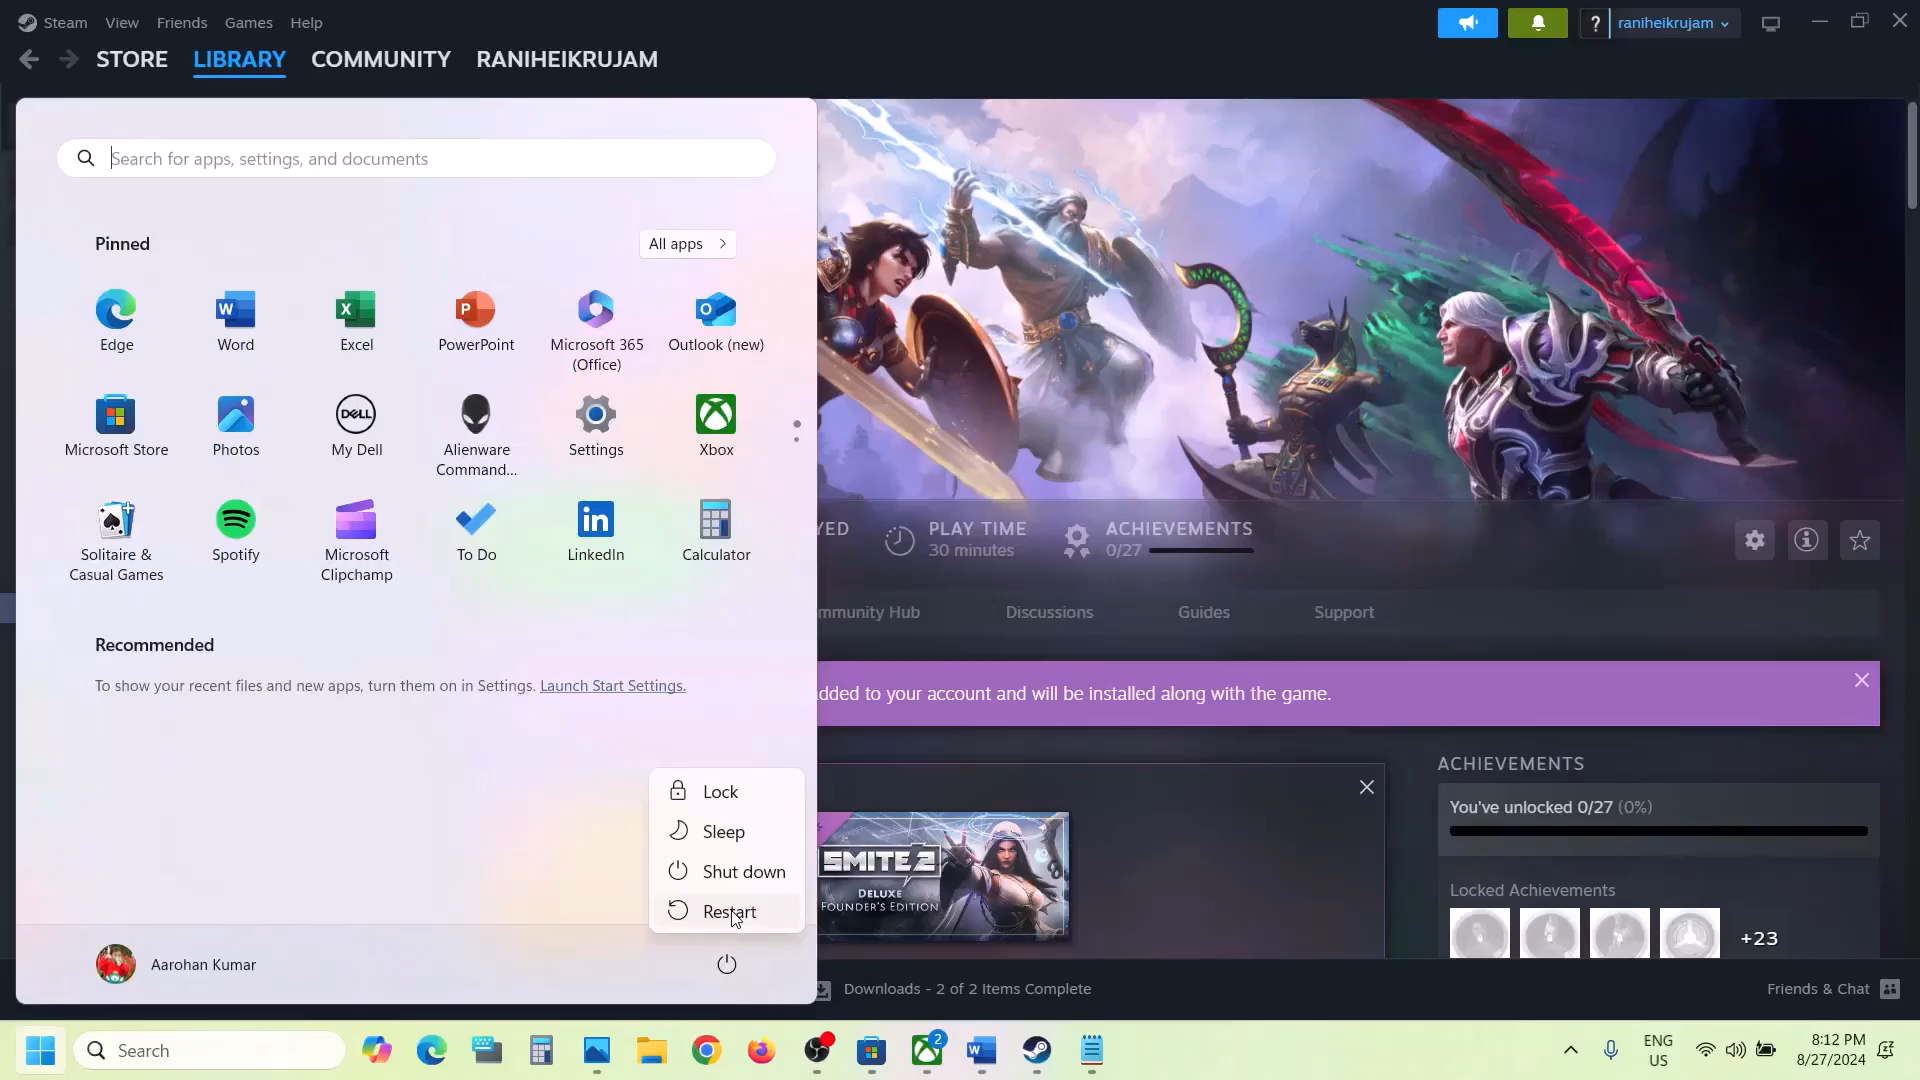 Steam View Friends Games Help
? raniheikrujam
STORE LIBRARY COMMUNITY RANIHEIKRUJAM
Search for apps, settings, and documents
Pinned
All apps
Edge
Word
Excel
PowerPoint
Microsoft 365
(Office)
Outlook (new)
Microsoft Store
Photos
My Dell
Alienware
Command...
Settings
Xbox
Solitaire &
Casual Games
Spotify
Microsoft
Clipchamp
To Do
LinkedIn
Calculator
Recommended
To show your recent files and new apps, turn them on in Settings. Launch Start Settings.
Lock
Sleep
Shut down
Restart
Aarohan Kumar
YED
PLAY TIME
30 minutes
ACHIEVEMENTS
0/27
mmunity Hub Discussions Guides Support
dded to your account and will be installed along with the game.
SMITE 2
DELUXE
FOUNDER'S EDITION
ACHIEVEMENTS
You've unlocked 0/27 (0%)
Locked Achievements
+23
Downloads - 2 of 2 Items Complete
Friends & Chat
Search
2
ENG
US
8:12 PM
8/27/2024